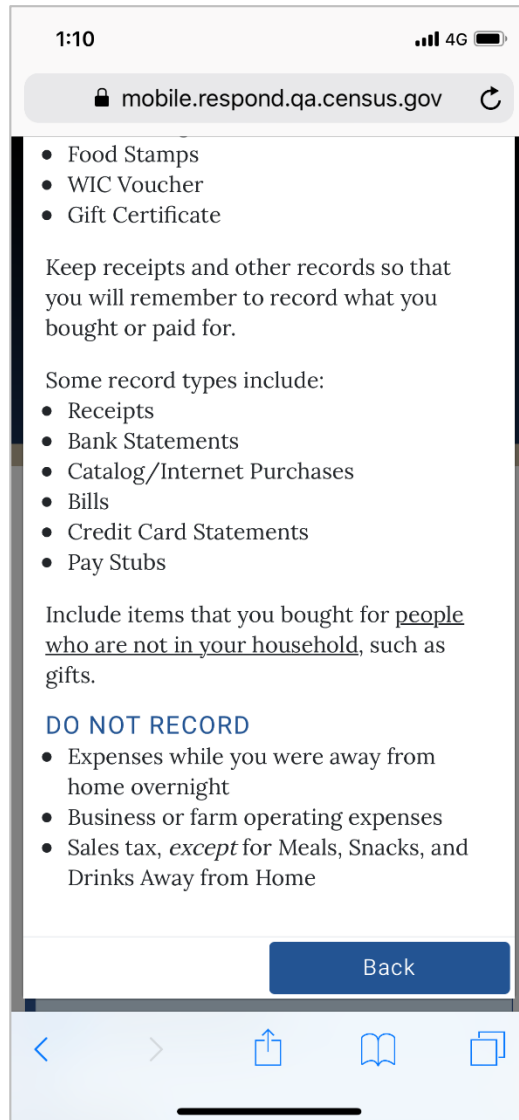 1:10
4G
mobile.respond.qa.census.gov
• Food Stamps
• WIC Voucher
• Gift Certificate
Keep receipts and other records so that
you will remember to record what you
bought or paid for.
Some record types include:
• Receipts
• Bank Statements
• Catalog/Internet Purchases
• Bills
• Credit Card Statements
• Pay Stubs
Include items that you bought for people
who are not in your household, such as
gifts.
DO NOT RECORD
• Expenses while you were away from
home overnight
• Business or farm operating expenses
• Sales tax, except for Meals, Snacks, and
Drinks Away from Home
Back